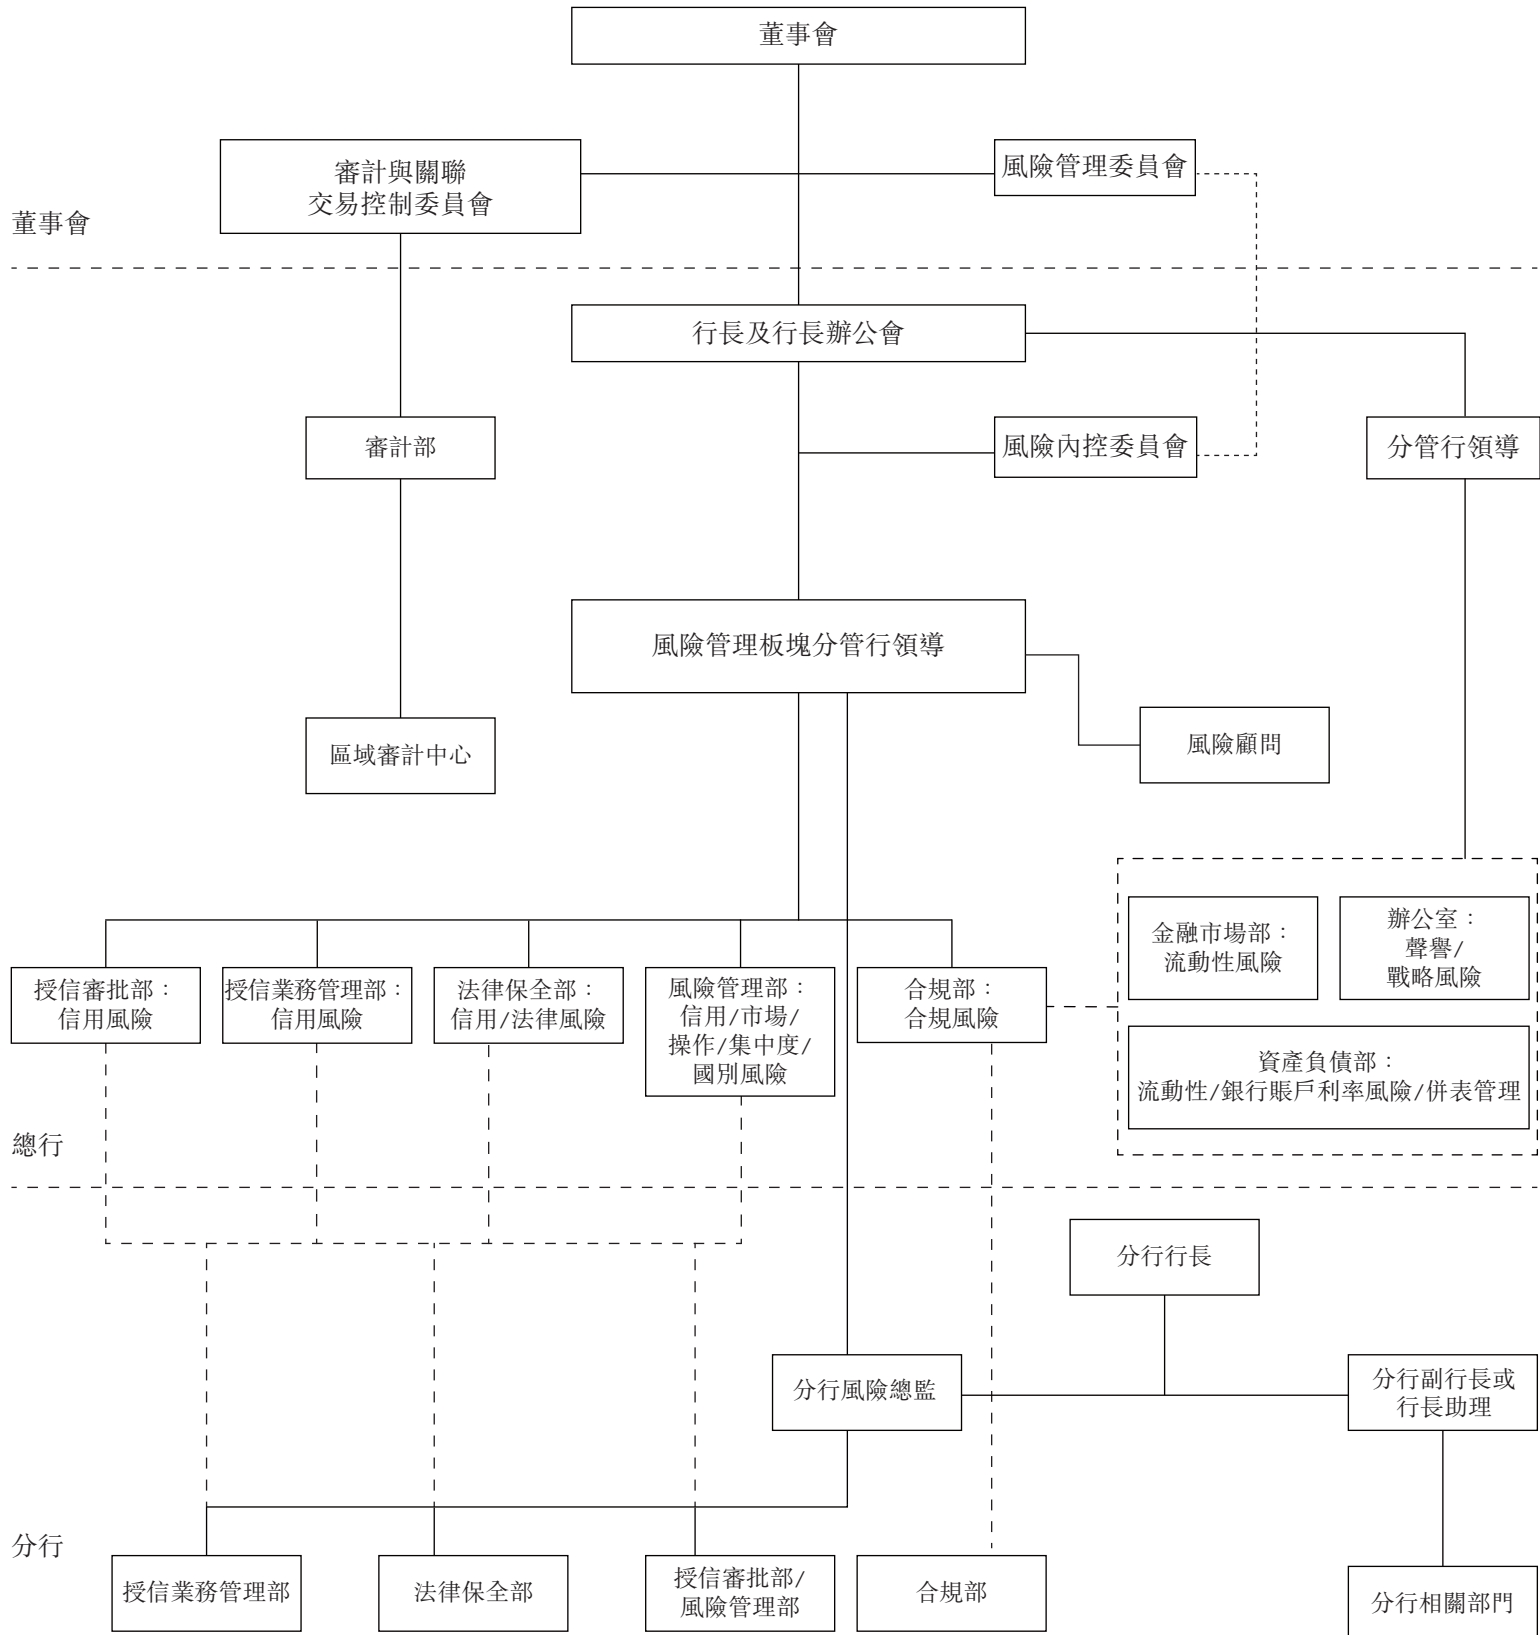 董事會
審計與關聯
交易控制委員會
風險管理委員會
董事會
行長及行長辦公會
審計部
風險內控委員會
分管行領導
風險管理板塊分管行領導
區域審計中心
風險顧問
金融市場部：
流動性風險
辦公室：
聲譽/
戰略風險
授信審批部：
信用風險
授信業務管理部：
信用風險
法律保全部：
信用/法律風險
風險管理部：
信用/市場/
操作/集中度/
國別風險
合規部：
合規風險
資產負債部：
流動性/銀行賬戶利率風險/併表管理
總行
分行行長
分行風險總監
分行副行長或
行長助理
分行
授信業務管理部
法律保全部
授信審批部/
風險管理部
合規部
分行相關部門